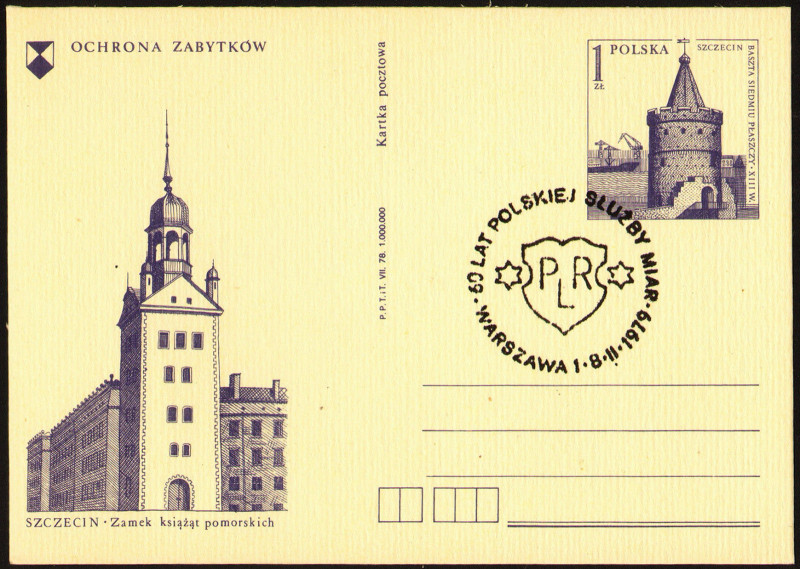 OCHRONA ZABYTKÓW
SZCZECIN · Zamek książąt pomorskich
Kartka pocztowa
P.P.T.iT. VII. 78. 1.000.000
1 ZŁ
POLSKA
SZCZECIN
BASZTA SIEDMIU PŁASZCZY · XIII W.
60 LAT POLSKIEJ SŁUŻBY MIAR ·
· WARSZAWA 1 · 8·II·1979 ·
PLR